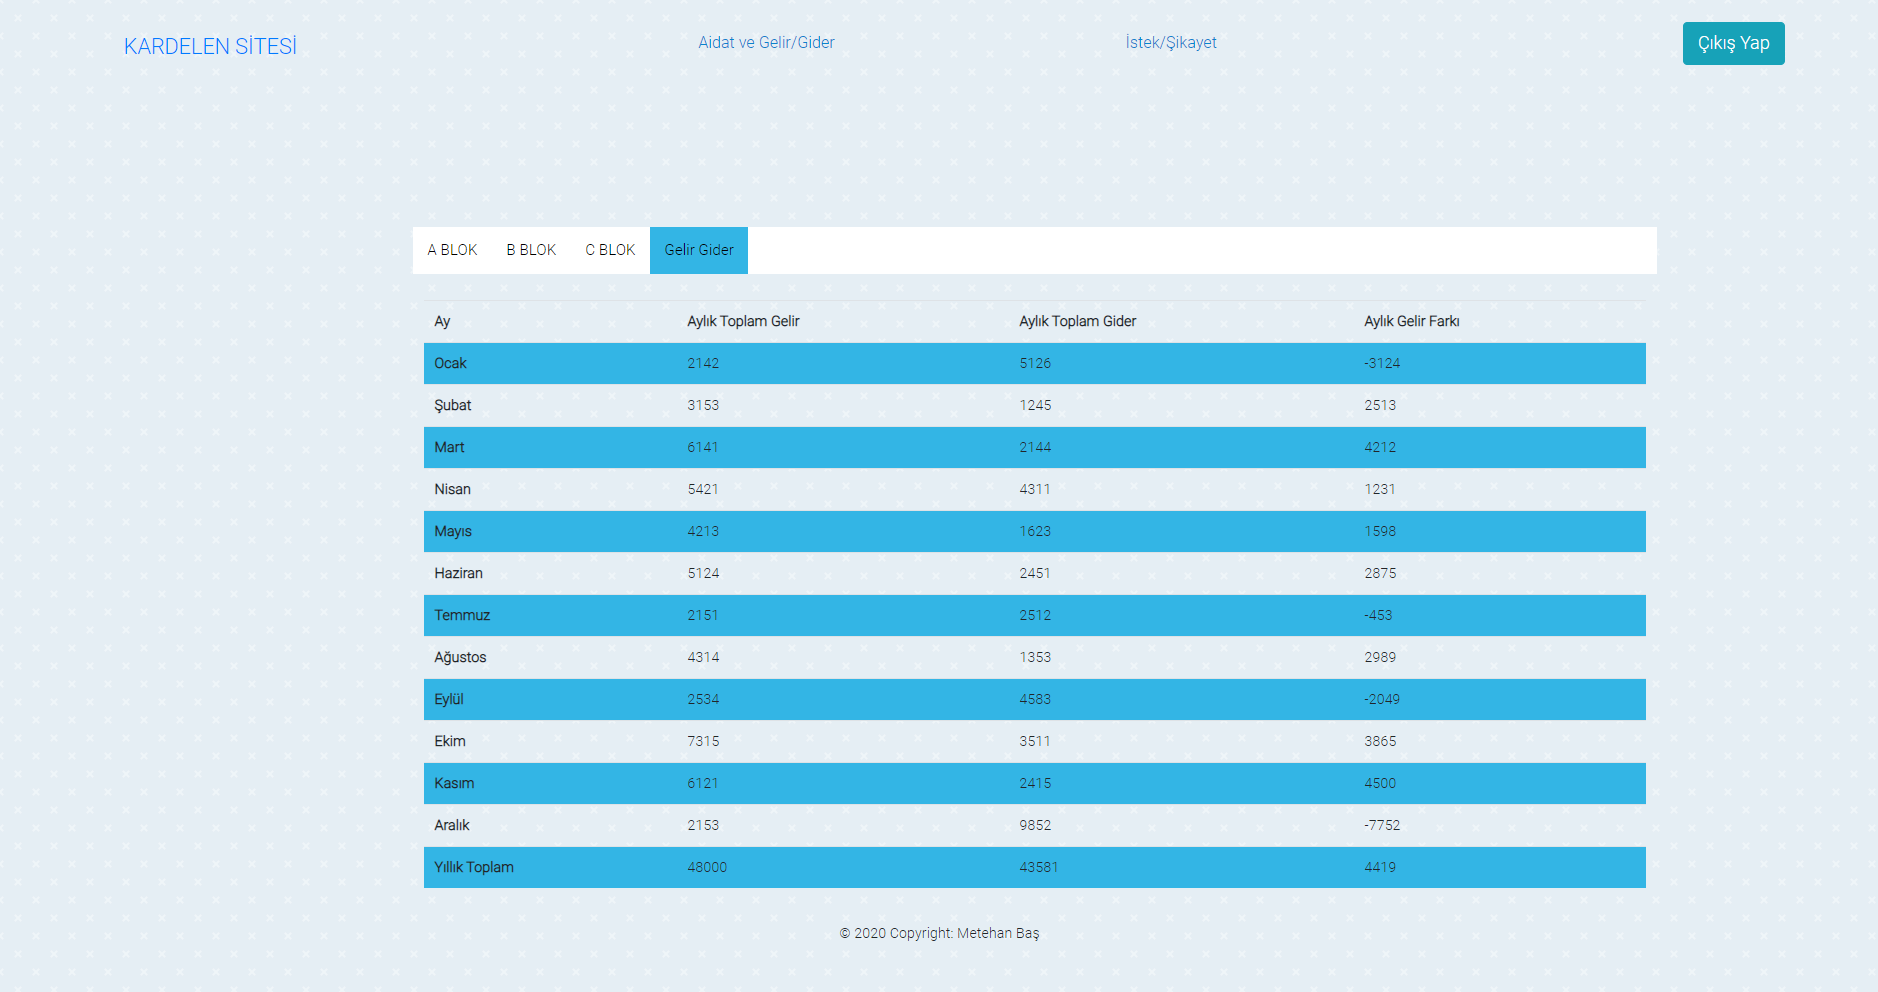 KARDELEN SİTESİ Aidat ve Gelir/Gider İstek/Şikayet Çıkış Yap
A BLOK B BLOK C BLOK Gelir Gider
Ay Aylık Toplam Gelir Aylık Toplam Gider Aylık Gelir Farkı
Ocak 2142 5126 -3124
Şubat 3153 1245 2513
Mart 6141 2144 4212
Nisan 5421 4311 1231
Mayıs 4213 1623 1598
Haziran 5124 2451 2875
Temmuz 2151 2512 -453
Ağustos 4314 1353 2989
Eylül 2534 4583 -2049
Ekim 7315 3511 3865
Kasım 6121 2415 4500
Aralık 2153 9852 -7752
Yıllık Toplam 48000 43581 4419
© 2020 Copyright: Metehan Baş